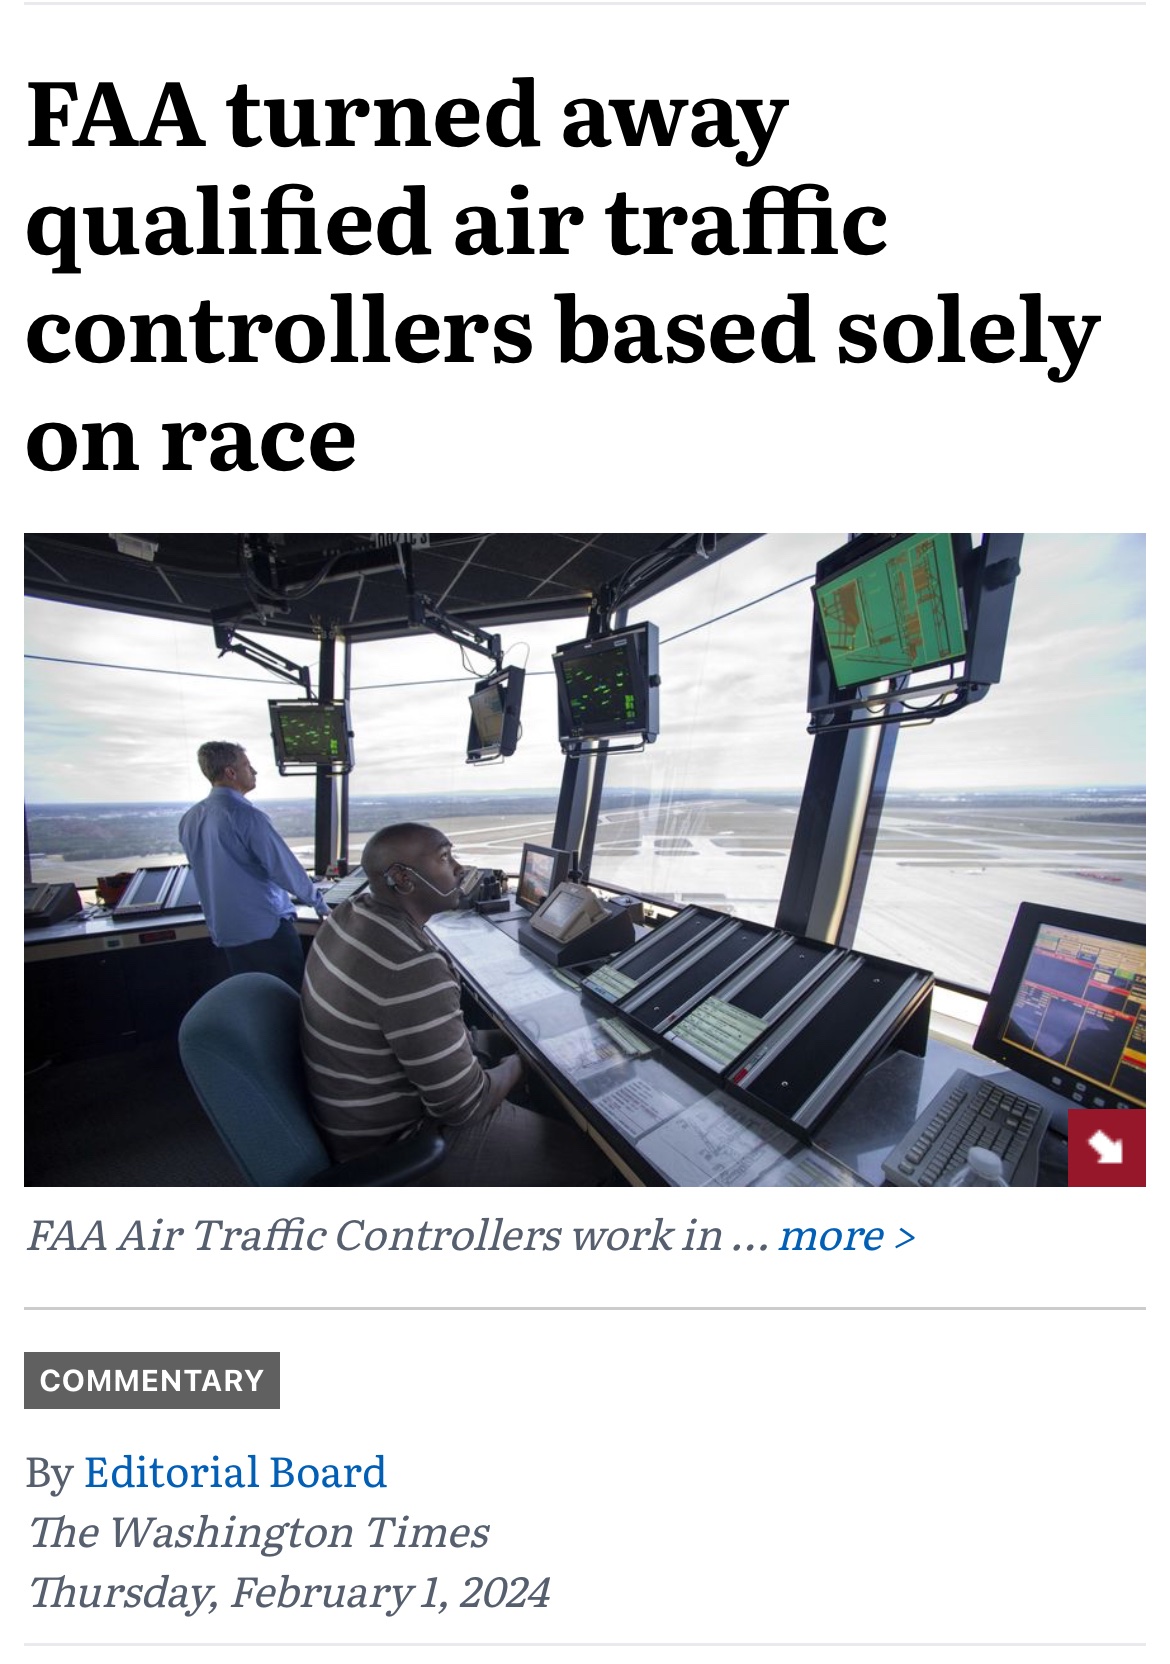 FAA turned away
qualified air traffic
controllers based solely
on race
FAA Air Traffic Controllers work in ... more >
COMMENTARY
By Editorial Board
The Washington Times
Thursday, February 1, 2024